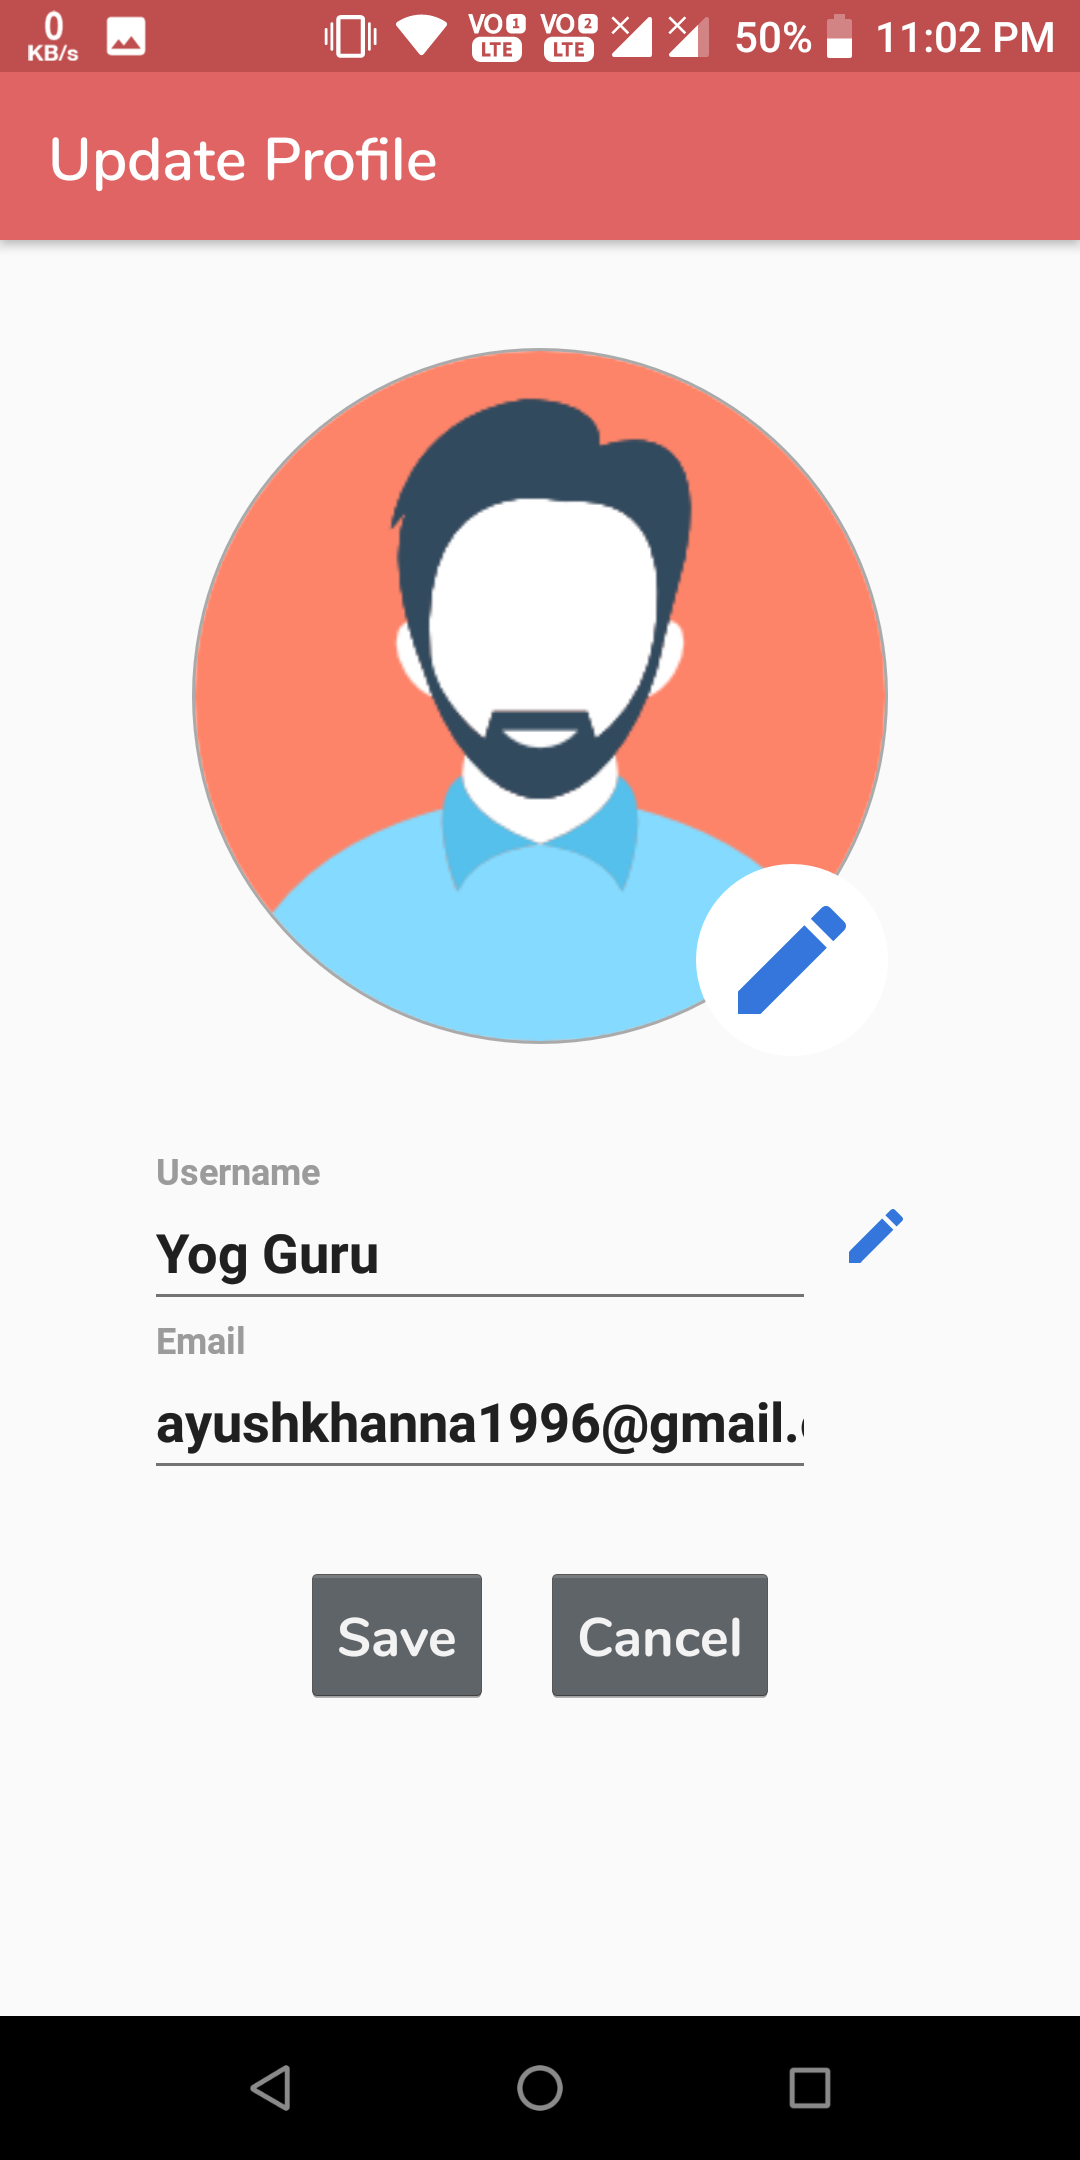 0 KB/s VO 1 LTE VO 2 LTE 50% 11:02 PM
Update Profile
Username
Yog Guru
Email
ayushkhanna1996@gmail.
Save Cancel